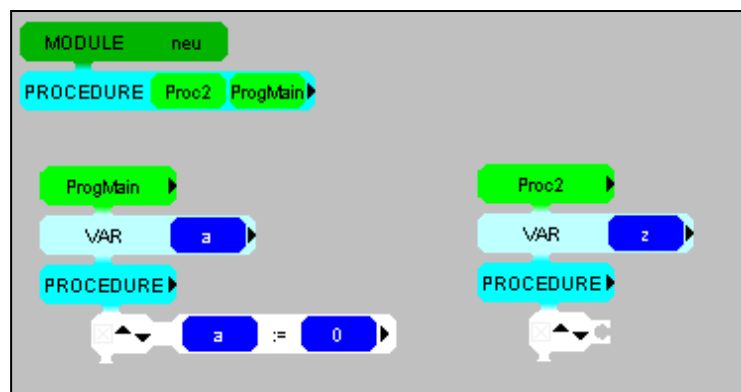 MODULE neu
PROCEDURE Proc2 ProgMain
ProgMain
VAR a
PROCEDURE
a := 0
Proc2
VAR z
PROCEDURE